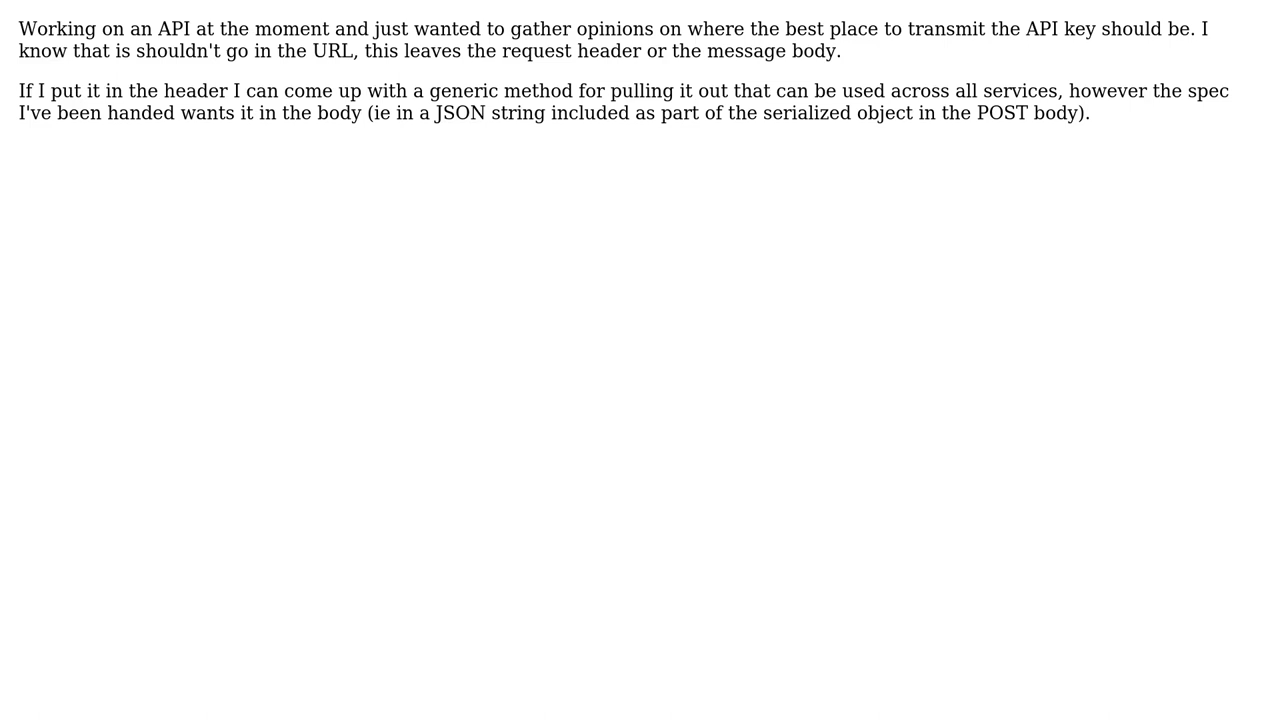 Working on an API at the moment and just wanted to gather opinions on where the best place to transmit the API key should be. I
know that is shouldn't go in the URL, this leaves the request header or the message body.
If I put it in the header I can come up with a generic method for pulling it out that can be used across all services, however the spec
I've been handed wants it in the body (ie in a JSON string included as part of the serialized object in the POST body).